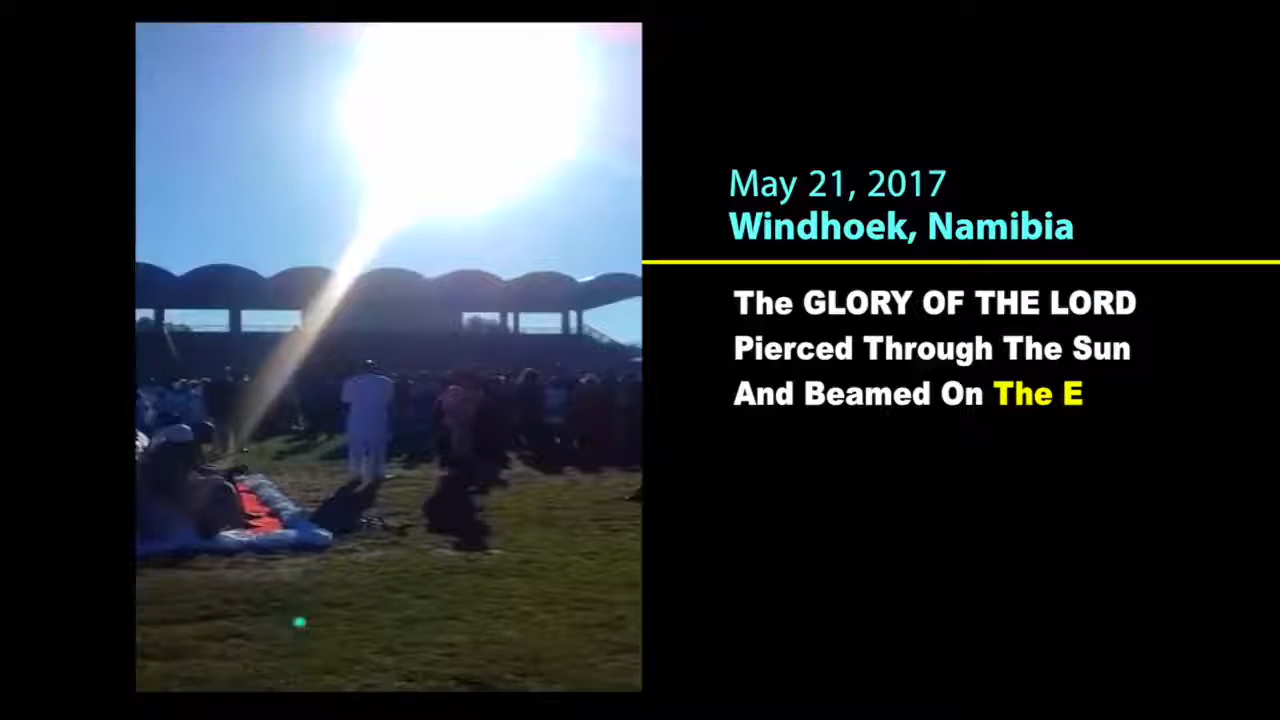 May 21, 2017
Windhoek, Namibia
The GLORY OF THE LORD
Pierced Through The Sun
And Beamed On The E